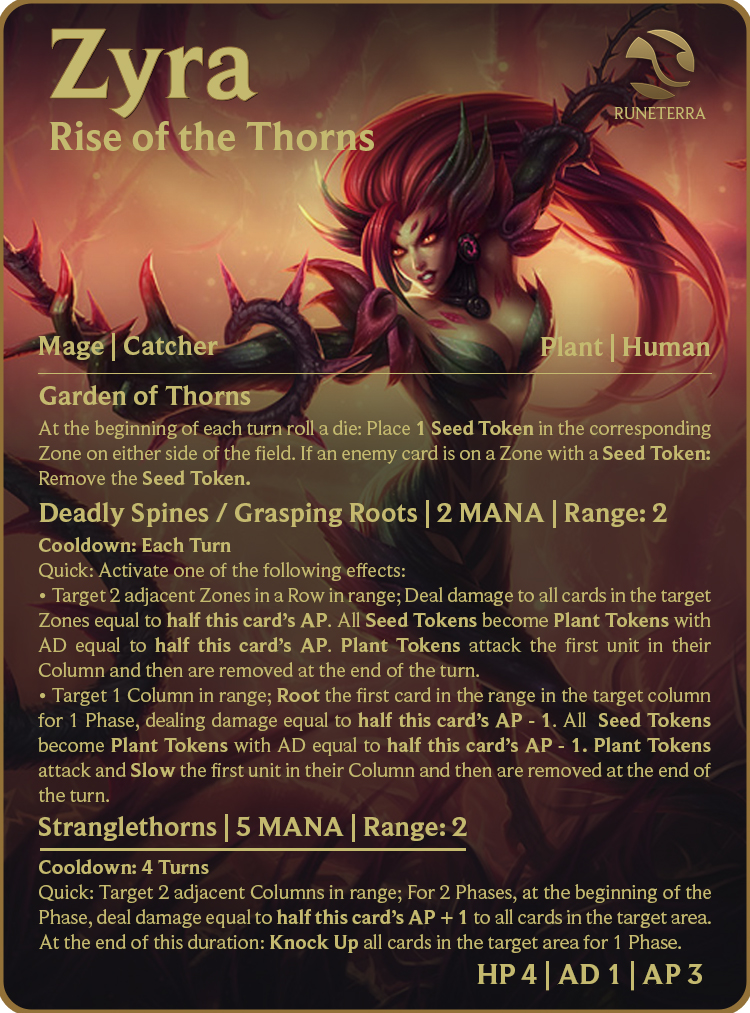 Zyra
RUNETERRA
Rise of the Thorns
Mage | Catcher
Plant | Human
Garden of Thorns
At the beginning of each turn roll a die: Place 1 Seed Token in the corresponding
Zone on either side of the field. If an enemy card is on a Zone with a Seed Token:
Remove the Seed Token.
Deadly Spines / Grasping Roots | 2 MANA | Range: 2
Cooldown: Each Turn
Quick: Activate one of the following effects:
• Target 2 adjacent Zones in a Row in range; Deal damage to all cards in the target
Zones equal to half this card's AP. All Seed Tokens become Plant Tokens with
AD equal to half this card's AP. Plant Tokens attack the first unit in their
Column and then are removed at the end of the turn.
• Target 1 Column in range; Root the first card in the range in the target column
for 1 Phase, dealing damage equal to half this card's AP - 1. All Seed Tokens
become Plant Tokens with AD equal to half this card's AP - 1. Plant Tokens
attack and Slow the first unit in their Column and then are removed at the end of
the turn.
Stranglethorns | 5 MANA | Range: 2
Cooldown: 4 Turns
Quick: Target 2 adjacent Columns in range; For 2 Phases, at the beginning of the
Phase, deal damage equal to half this card's AP + 1 to all cards in the target area.
At the end of this duration: Knock Up all cards in the target area for 1 Phase.
HP 4 | AD 1 | AP 3